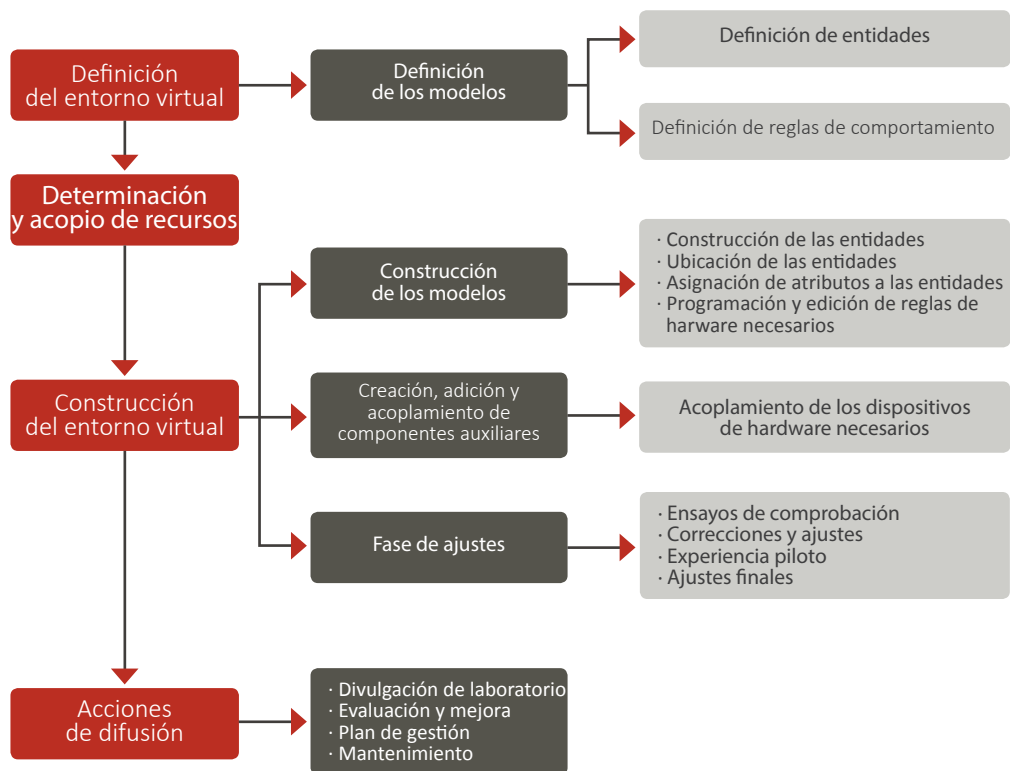 Definición
del entorno virtual
Definición
de los modelos
Definición de entidades
Definición de reglas de comportamiento
Determinación
y acopio de recursos
Construcción
del entorno virtual
Construcción
de los modelos
· Construcción de las entidades
· Ubicación de las entidades
· Asignación de atributos a las entidades
· Programación y edición de reglas de
harware necesarios
Creación, adición y
acoplamiento de
componentes auxiliares
Acoplamiento de los dispositivos
de hardware necesarios
Fase de ajustes
· Ensayos de comprobación
· Correcciones y ajustes
· Experiencia piloto
· Ajustes finales
Acciones
de difusión
· Divulgación de laboratorio
· Evaluación y mejora
· Plan de gestión
· Mantenimiento